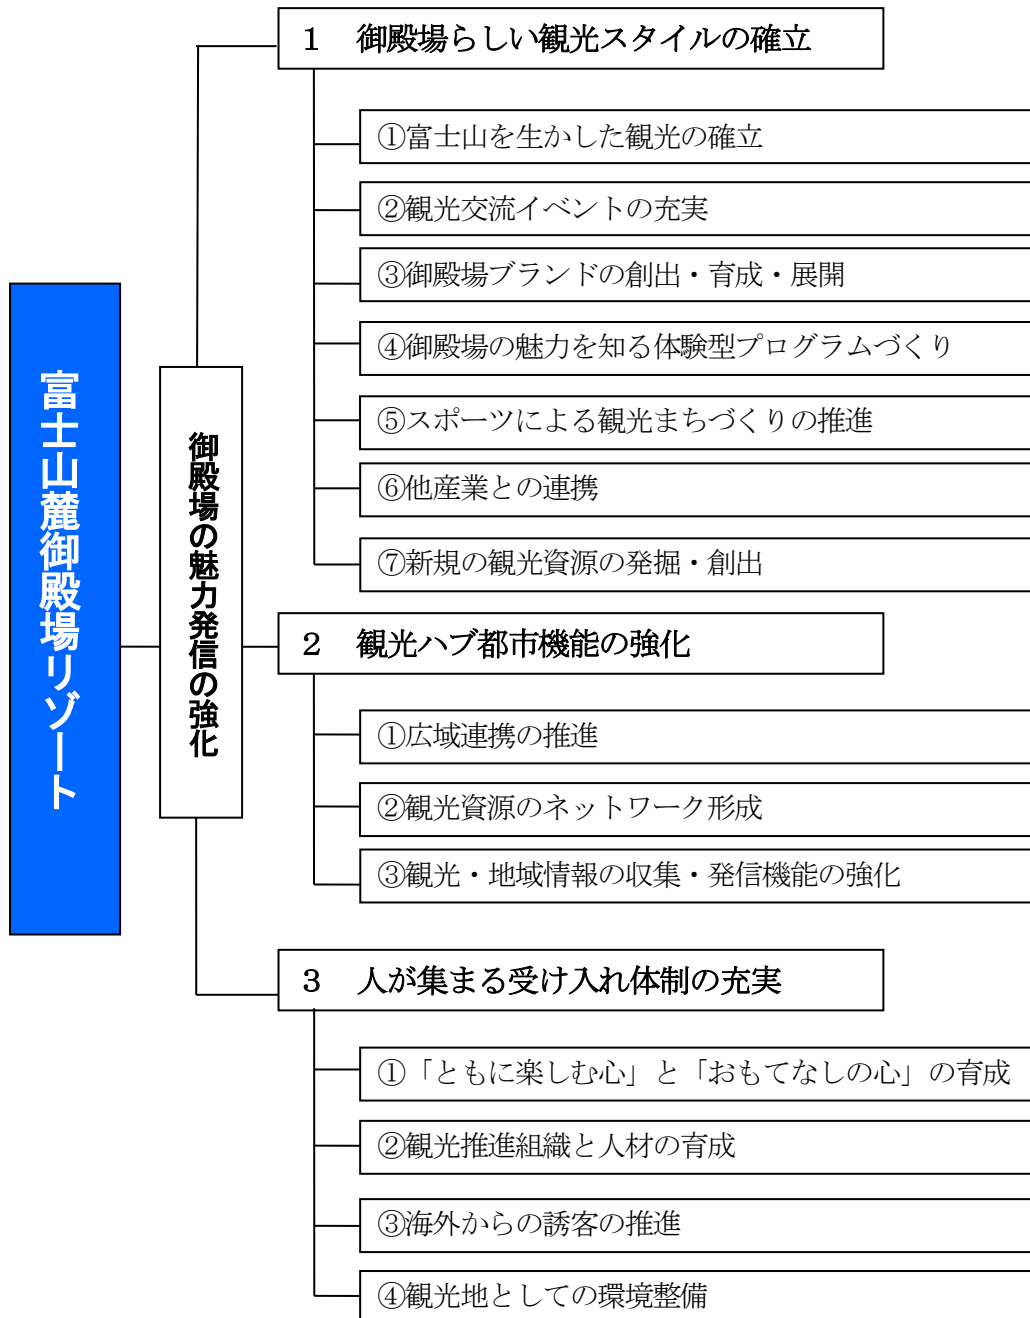 富士山麓御殿場リゾート
御殿場の魅力発信の強化
１　御殿場らしい観光スタイルの確立
①富士山を生かした観光の確立
②観光交流イベントの充実
③御殿場ブランドの創出・育成・展開
④御殿場の魅力を知る体験型プログラムづくり
⑤スポーツによる観光まちづくりの推進
⑥他産業との連携
⑦新規の観光資源の発掘・創出
２　観光ハブ都市機能の強化
①広域連携の推進
②観光資源のネットワーク形成
③観光・地域情報の収集・発信機能の強化
３　人が集まる受け入れ体制の充実
①「ともに楽しむ心」と「おもてなしの心」の育成
②観光推進組織と人材の育成
③海外からの誘客の推進
④観光地としての環境整備